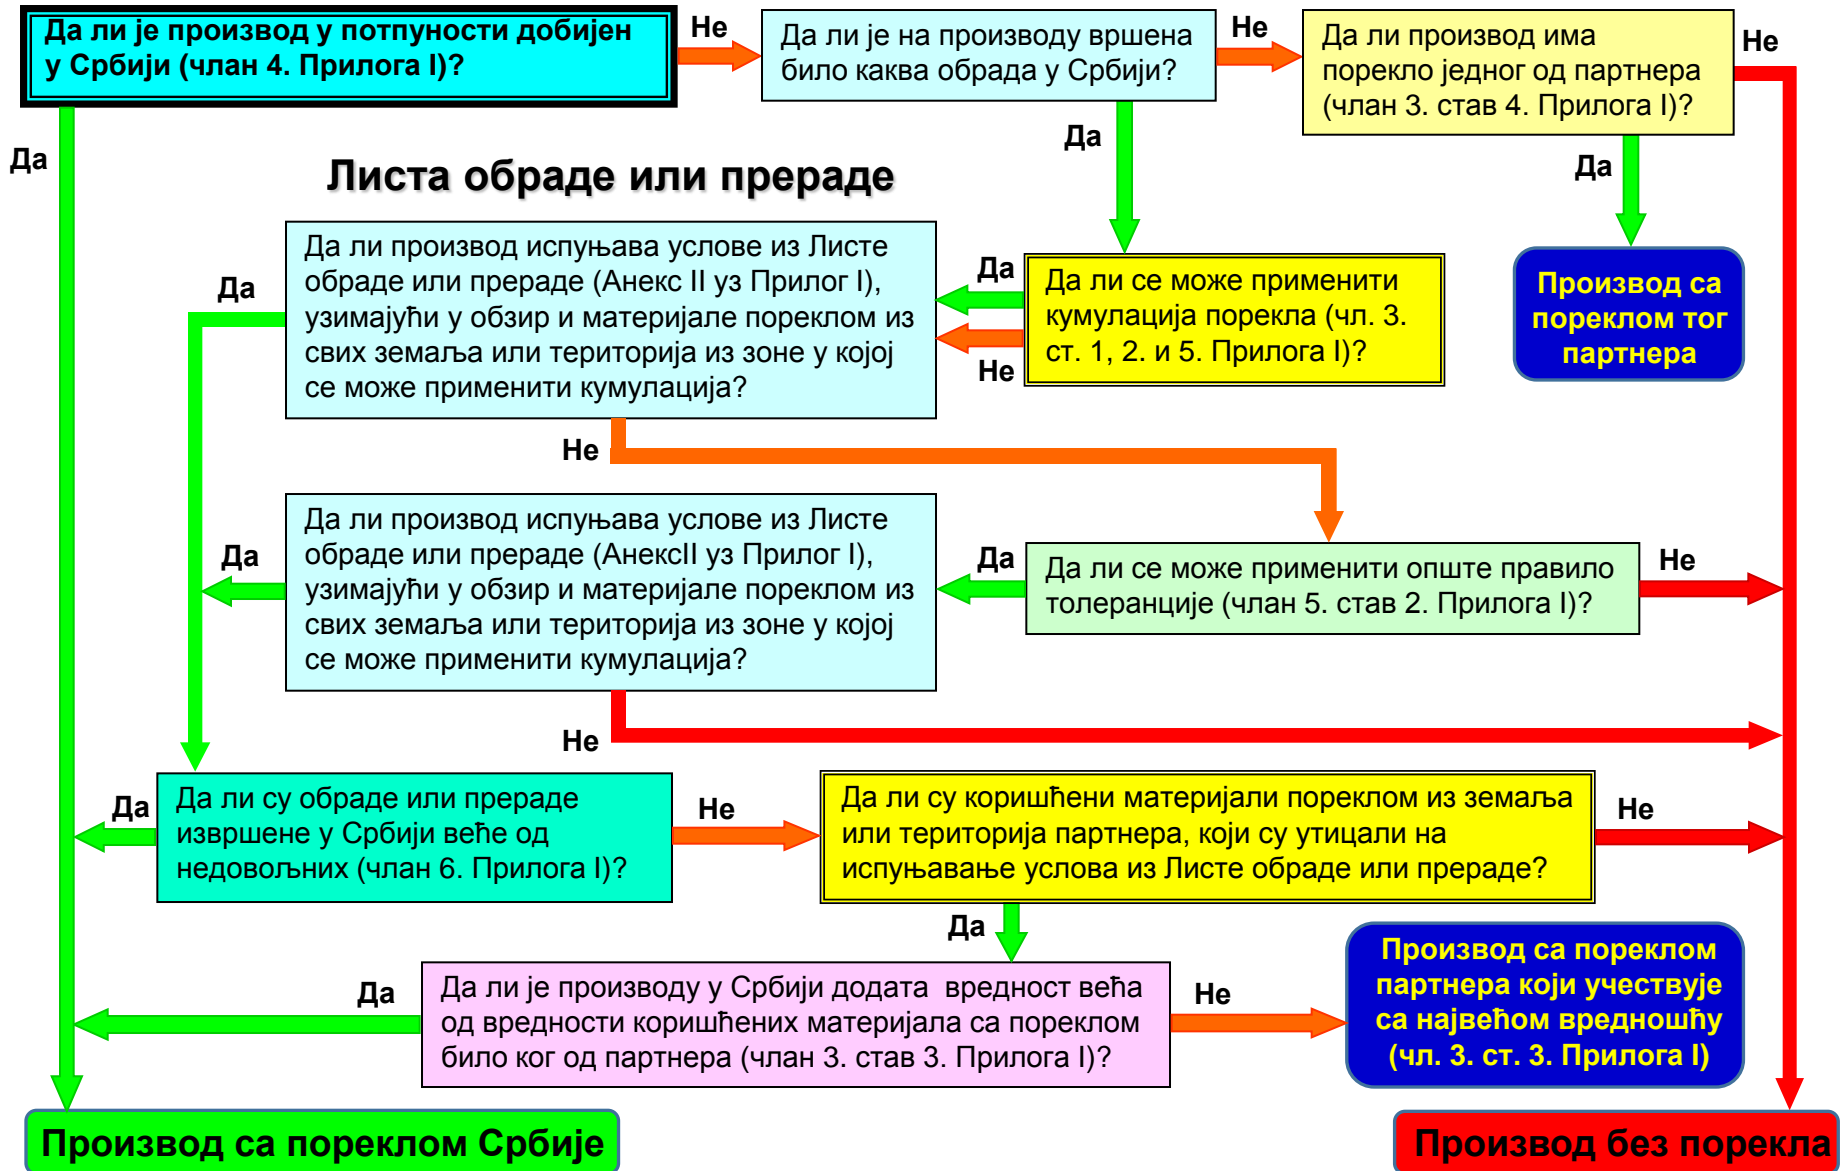 Да ли је производ у потпуности добијен
у Србији (члан 4. Прилога I)?
Не
Да ли је на производу вршена
било каква обрада у Србији?
Не
Да ли производ има
порекло једног од партнера
(члан 3. став 4. Прилога I)?
Не
Да
Да
Да
Листа обраде или прераде
Да ли производ испуњава услове из Листе
обраде или прераде (Анекс II уз Прилог I),
узимајући у обзир и материјале пореклом из
свих земаља или територија из зоне у којој
се може применити кумулација?
Да
Да
Не
Да ли се може применити
кумулација порекла (чл. 3.
ст. 1, 2. и 5. Прилога I)?
Производ са
пореклом тог
партнера
Не
Да ли производ испуњава услове из Листе
обраде или прераде (АнексII уз Прилог I),
узимајући у обзир и материјале пореклом из
свих земаља или територија из зоне у којој
се може применити кумулација?
Да
Да
Да ли се може применити опште правило
толеранције (члан 5. став 2. Прилога I)?
Не
Не
Да
Да ли су обраде или прераде
извршене у Србији веће од
недовољних (члан 6. Прилога I)?
Не
Да ли су коришћени материјали пореклом из земаља
или територија партнера, који су утицали на
испуњавање услова из Листе обраде или прераде?
Не
Да
Да
Да ли је производу у Србији додата вредност већа
од вредности коришћених материјала са пореклом
било ког од партнера (члан 3. став 3. Прилога I)?
Не
Производ са пореклом
партнера који учествује
са највећом вредношћу
(чл. 3. ст. 3. Прилога I)
Производ са пореклом Србије
Производ без порекла